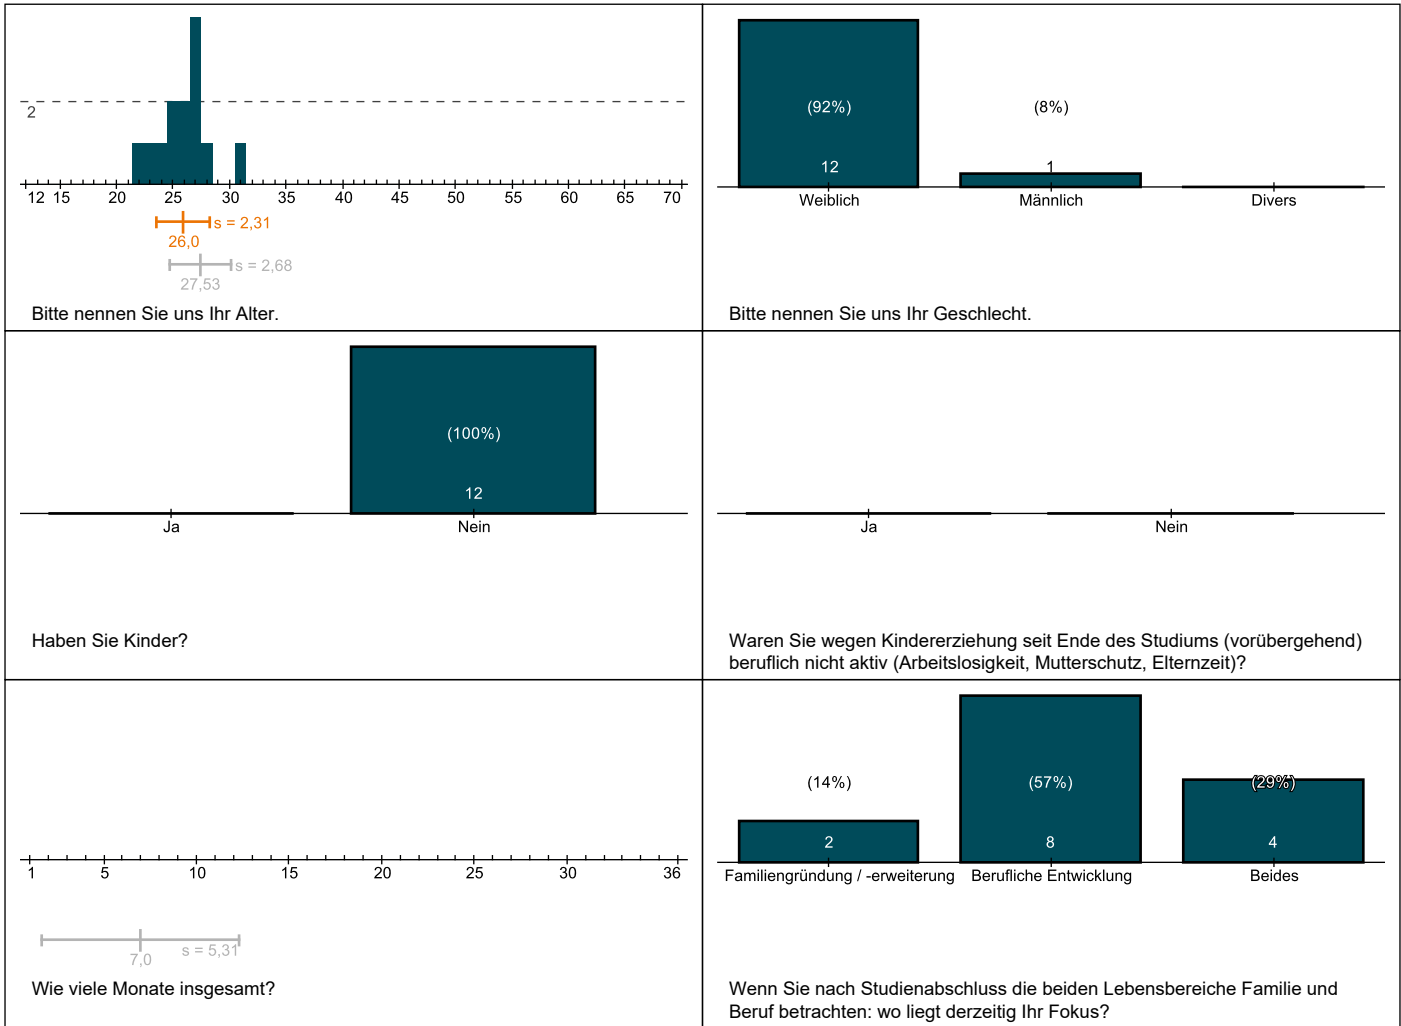 2
12 15 20 25 30 35 40 45 50 55 60 65 70
s = 2,31
26,0
s = 2,68
27,53
Bitte nennen Sie uns Ihr Alter.
(92%) (8%)
12 1
Weiblich Männlich Divers
Bitte nennen Sie uns Ihr Geschlecht.
(100%)
12
Ja Nein
Haben Sie Kinder?
Ja Nein
Waren Sie wegen Kindererziehung seit Ende des Studiums (vorübergehend)
beruflich nicht aktiv (Arbeitslosigkeit, Mutterschutz, Elternzeit)?
1 5 10 15 20 25 30 36
s = 5,31
7,0
Wie viele Monate insgesamt?
(14%) (57%) (29%)
2 8 4
Familiengründung / -erweiterung Berufliche Entwicklung Beides
Wenn Sie nach Studienabschluss die beiden Lebensbereiche Familie und
Beruf betrachten: wo liegt derzeitig Ihr Fokus?